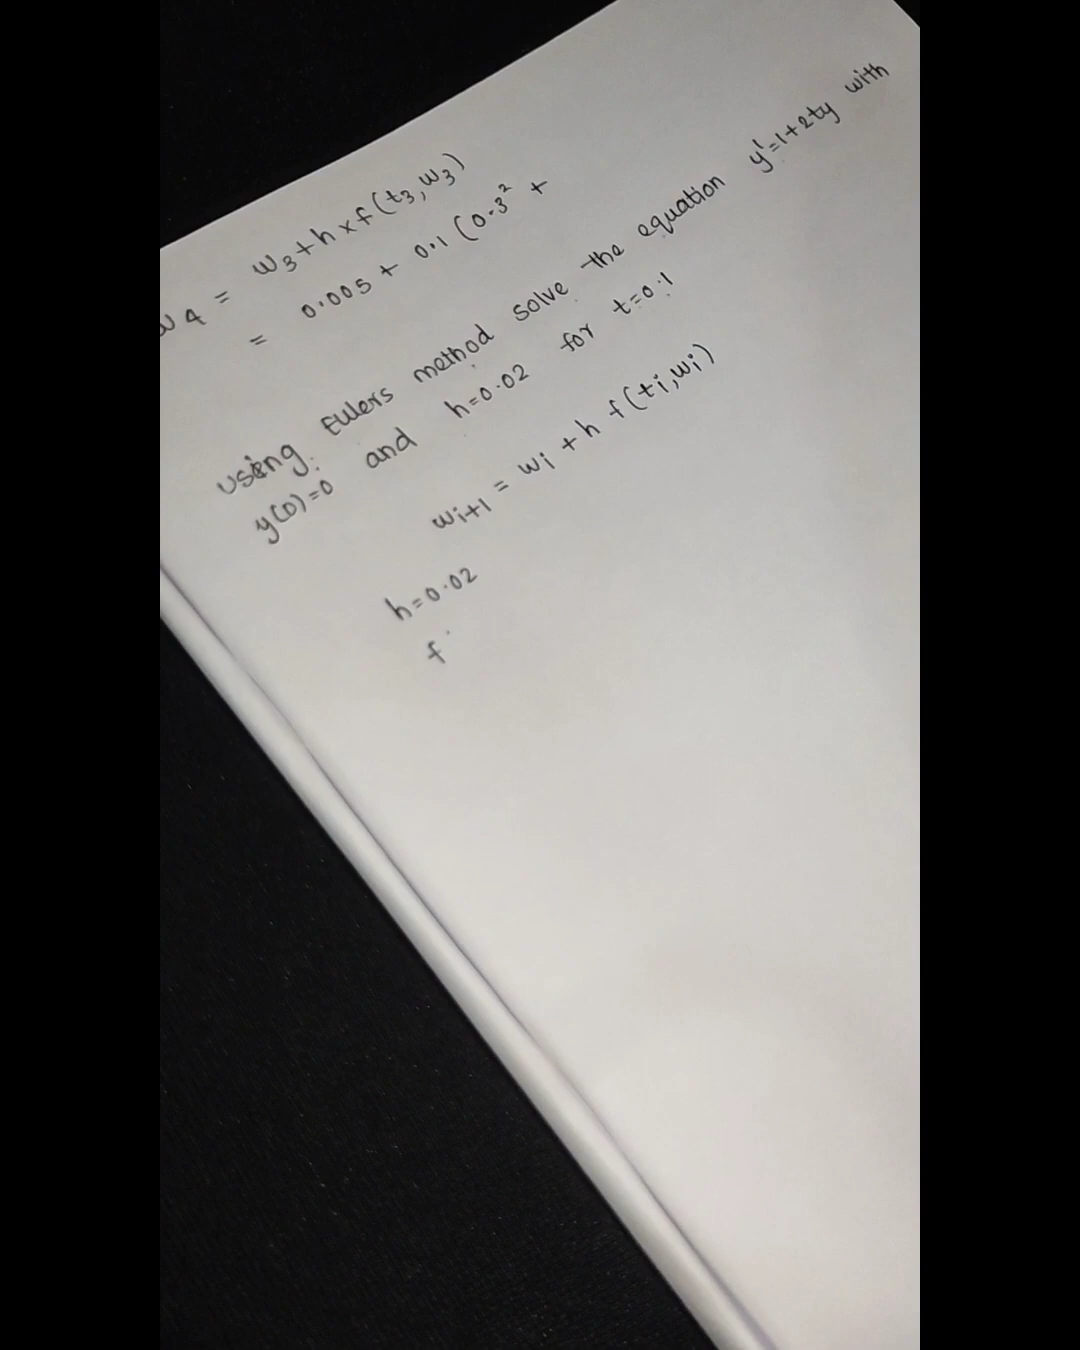 w4 = w3+h×f(t3,w3)
= 0.005 + 0.1 (0.3² +
using Eulers method solve the equation y'=1+2ty with
y(0)=0 and h=0.02 for t=0.1
wi+1 = wi + h f(ti,wi)
h=0.02
f